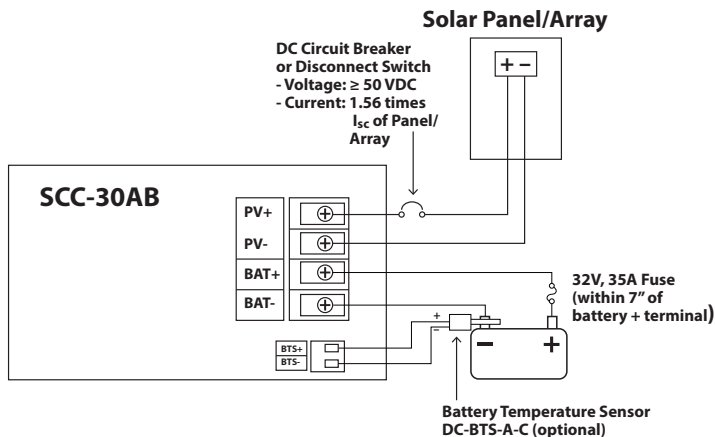 Solar Panel/Array
DC Circuit Breaker
or Disconnect Switch
- Voltage: ≥ 50 VDC
- Current: 1.56 times
Isc of Panel/
Array
+ −
SCC-30AB
PV+
PV-
BAT+
BAT-
BTS+
BTS-
+
−
32V, 35A Fuse
(within 7” of
battery + terminal)
− +
Battery Temperature Sensor
DC-BTS-A-C (optional)